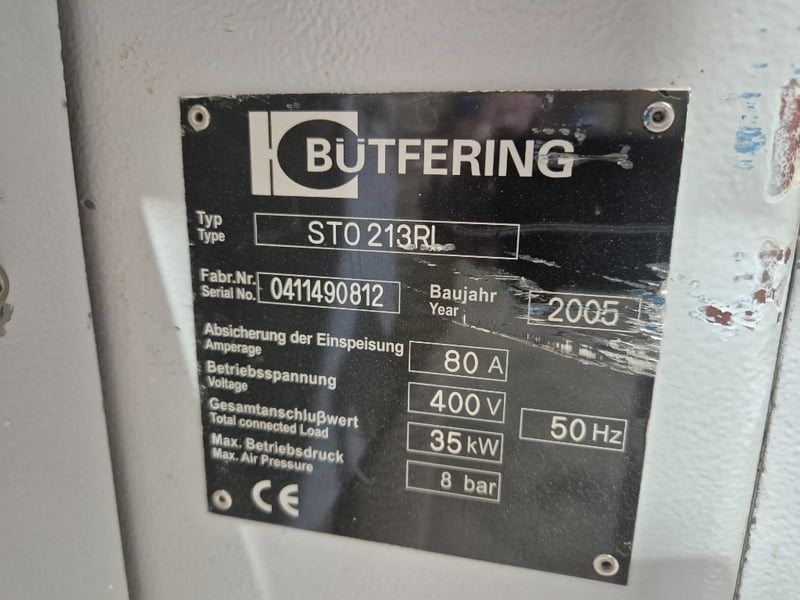 BÜTFERING
Typ
Type
STO 213RL
Fabr.Nr.
Serial No.
0411490812
Baujahr
Year
2005
Absicherung der Einspeisung
Amperage
80 A
Betriebsspannung
Voltage
400 V
50 Hz
Gesamtanschlußwert
Total connected Load
35 kW
Max. Betriebsdruck
Max. Air Pressure
8 bar
CE